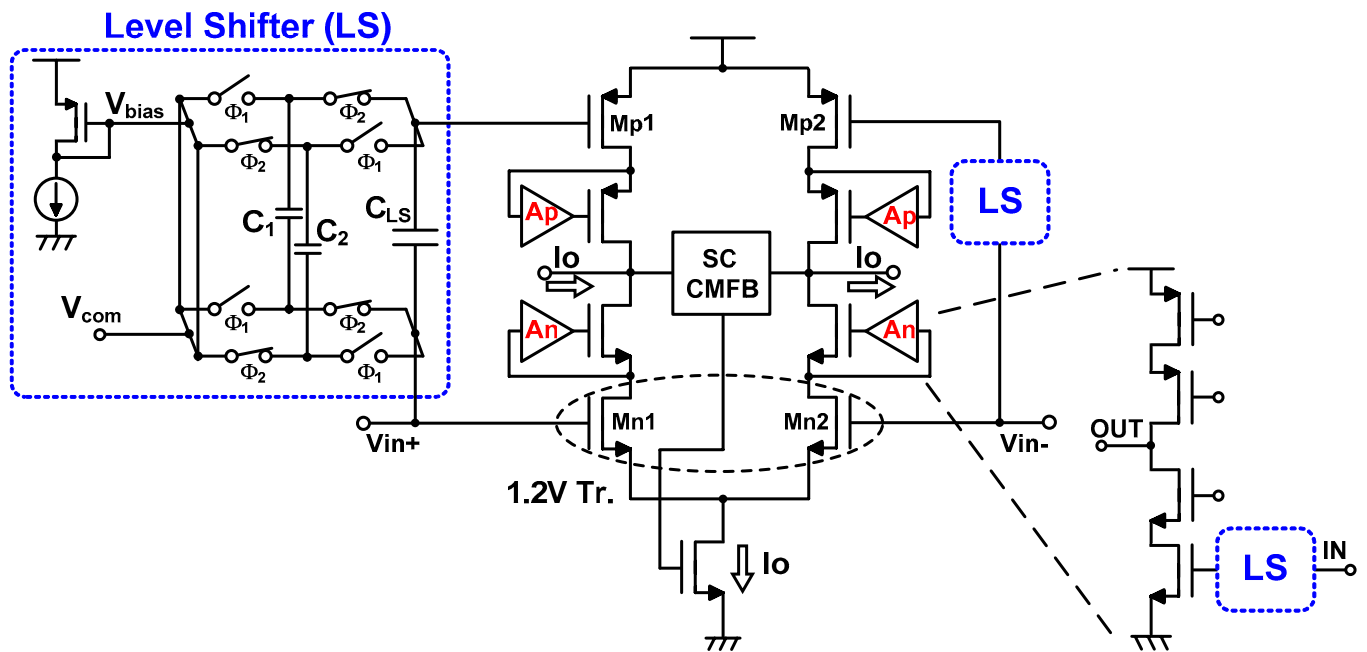 Level Shifter (LS)
Vbias
Φ1
Φ2
Φ2
Φ1
C1
C2
CLS
Vcom
Φ1
Φ2
Φ2
Φ1
Vin+
Mp1
Mp2
Ap
Ap
LS
Io
SC
CMFB
Io
An
An
Mn1
Mn2
Vin-
1.2V Tr.
Io
OUT
LS
IN